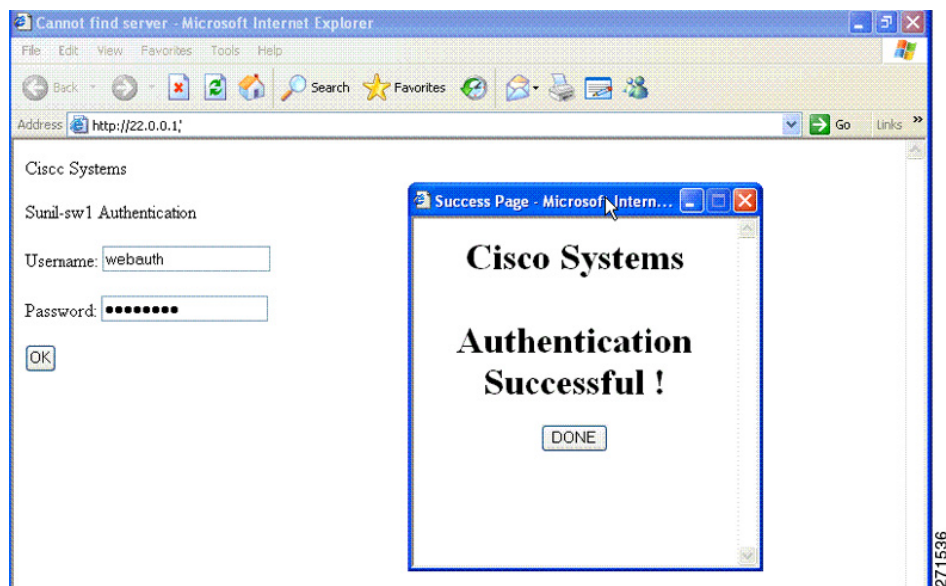 Cannot find server - Microsoft Internet Explorer
File Edit View Favorites Tools Help
Back Search Favorites
Address http://22.0.0.1,' Go Links »
Ciscc Systems
Sunil-sw1 Authentication
Username: webauth
Password: ••••••••
OK
Success Page - Microsoft Intern...
Cisco Systems
Authentication
Successful !
DONE
271536